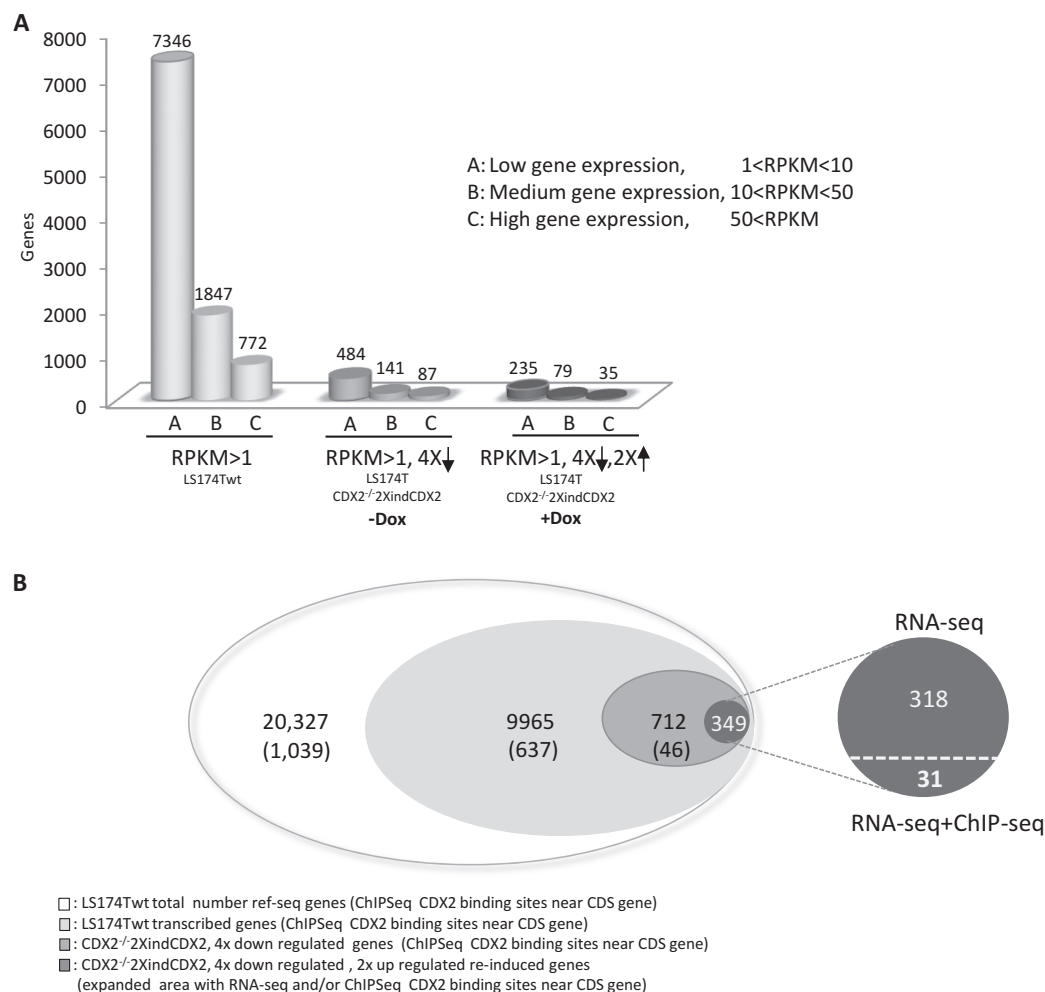 A
8000
7000
6000
5000
4000
3000
2000
1000
0
Genes
7346
1847
772
484
141
87
235
79
35
A: Low gene expression, 1<RPKM<10
B: Medium gene expression, 10<RPKM<50
C: High gene expression, 50<RPKM
A B C
A B C
A B C
RPKM>1
LS174Twt
RPKM>1, 4X↓
LS174T
CDX2-/-2XindCDX2
-Dox
RPKM>1, 4X↓,2X↑
LS174T
CDX2-/-2XindCDX2
+Dox
B
20,327
(1,039)
9965
(637)
712
(46)
349
RNA-seq
318
31
RNA-seq+ChIP-seq
: LS174Twt total number ref-seq genes (ChIPSeq CDX2 binding sites near CDS gene)
: LS174Twt transcribed genes (ChIPSeq CDX2 binding sites near CDS gene)
: CDX2-/-2XindCDX2, 4x down regulated genes (ChIPSeq CDX2 binding sites near CDS gene)
: CDX2-/-2XindCDX2, 4x down regulated , 2x up regulated re-induced genes
(expanded area with RNA-seq and/or ChIPSeq CDX2 binding sites near CDS gene)